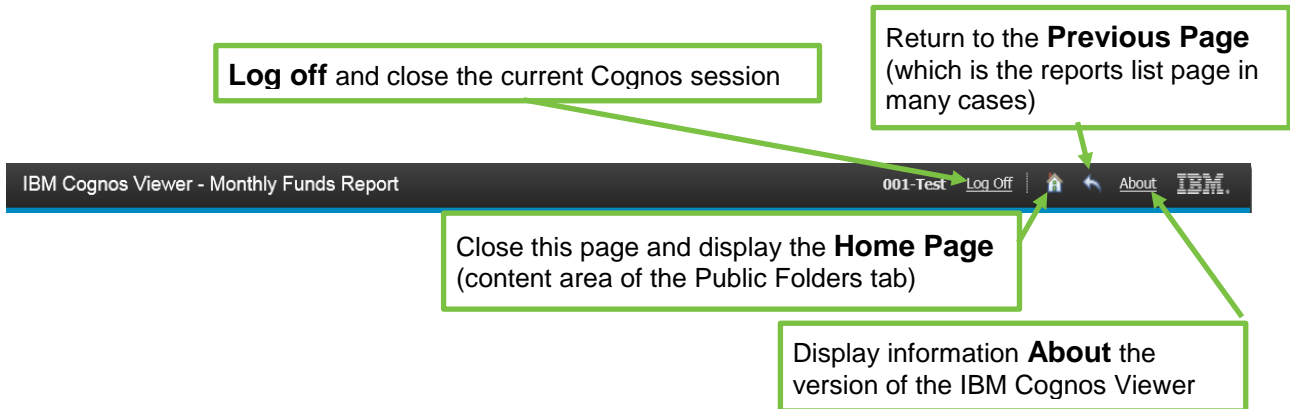 Return to the Previous Page
(which is the reports list page in
many cases)
Log off and close the current Cognos session
IBM Cognos Viewer - Monthly Funds Report
001-Test Log Off About IBM.
Close this page and display the Home Page
(content area of the Public Folders tab)
Display information About the
version of the IBM Cognos Viewer